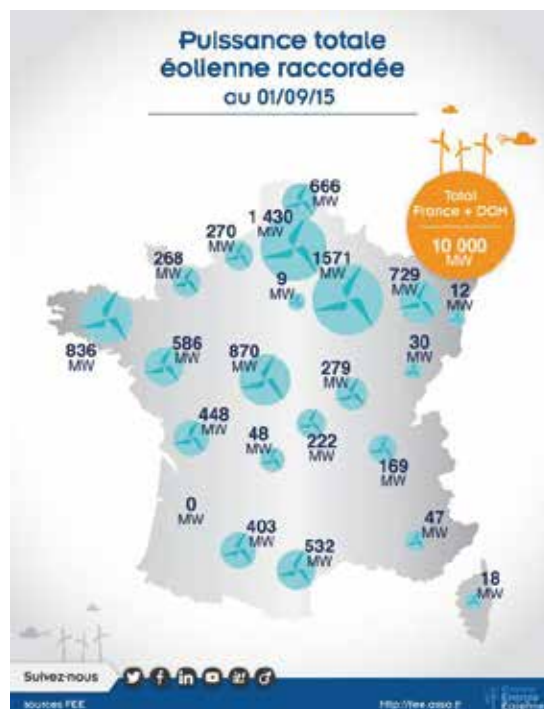 Puissance totale
éolienne raccordée
au 01/09/15
Total
France + DOM
10 000
MW
666
MW
1 430
MW
270
MW
1571
MW
268
MW
9
MW
729
MW
12
MW
836
MW
586
MW
870
MW
279
MW
30
MW
448
MW
48
MW
222
MW
169
MW
0
MW
403
MW
532
MW
47
MW
18
MW
Suivez-nous
sources FEE
http://fee.asso.fr
Energie
Eolienne